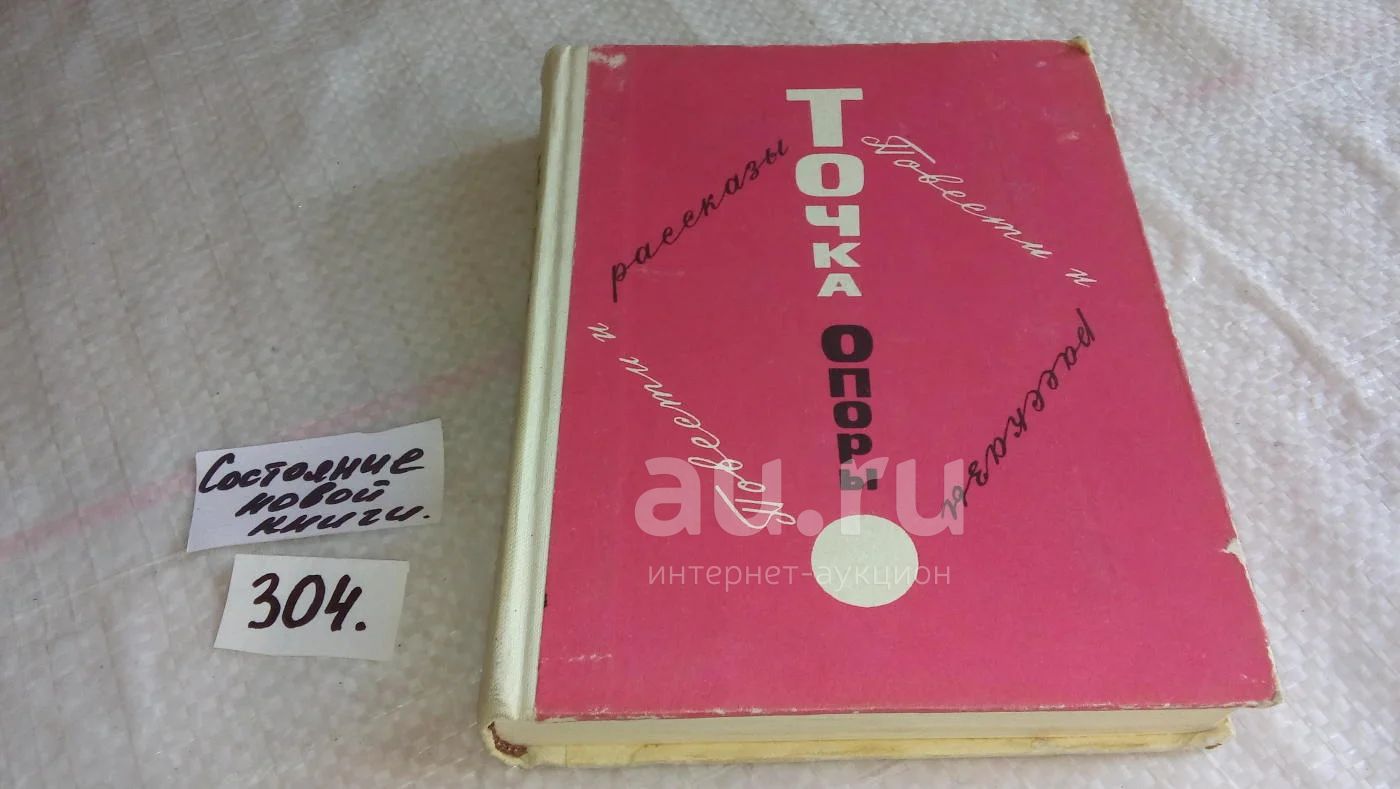 Точка
опоры
Повести и
рассказы
Повести и
рассказы
Состояние
новой
книги.
304.
au.ru
интернет-аукцион